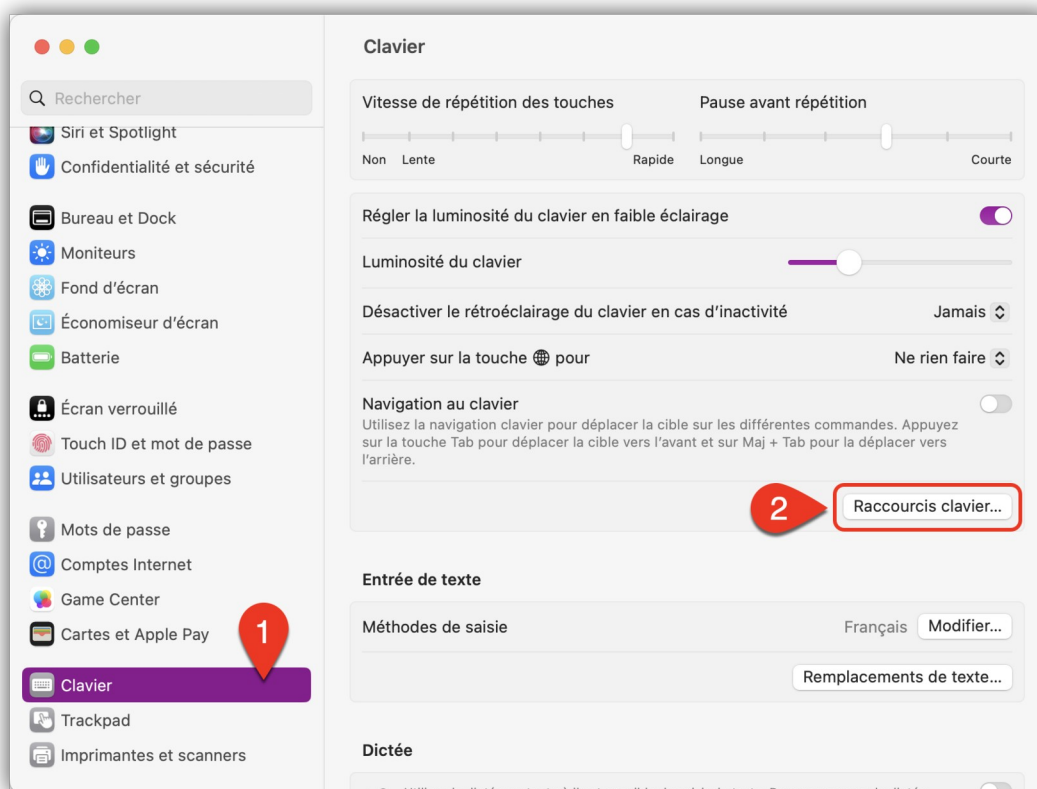 Rechercher
Siri et Spotlight
Confidentialité et sécurité
Bureau et Dock
Moniteurs
Fond d'écran
Économiseur d'écran
Batterie
Écran verrouillé
Touch ID et mot de passe
Utilisateurs et groupes
Mots de passe
Comptes Internet
Game Center
Cartes et Apple Pay
1
Clavier
Trackpad
Imprimantes et scanners
Clavier
Vitesse de répétition des touches
Non Lente Rapide
Pause avant répétition
Longue Courte
Régler la luminosité du clavier en faible éclairage
Luminosité du clavier
Désactiver le rétroéclairage du clavier en cas d'inactivité Jamais
Appuyer sur la touche 🌐 pour Ne rien faire
Navigation au clavier
Utilisez la navigation clavier pour déplacer la cible sur les différentes commandes. Appuyez
sur la touche Tab pour déplacer la cible vers l'avant et sur Maj + Tab pour la déplacer vers
l'arrière.
2 Raccourcis clavier...
Entrée de texte
Méthodes de saisie Français Modifier...
Remplacements de texte...
Dictée